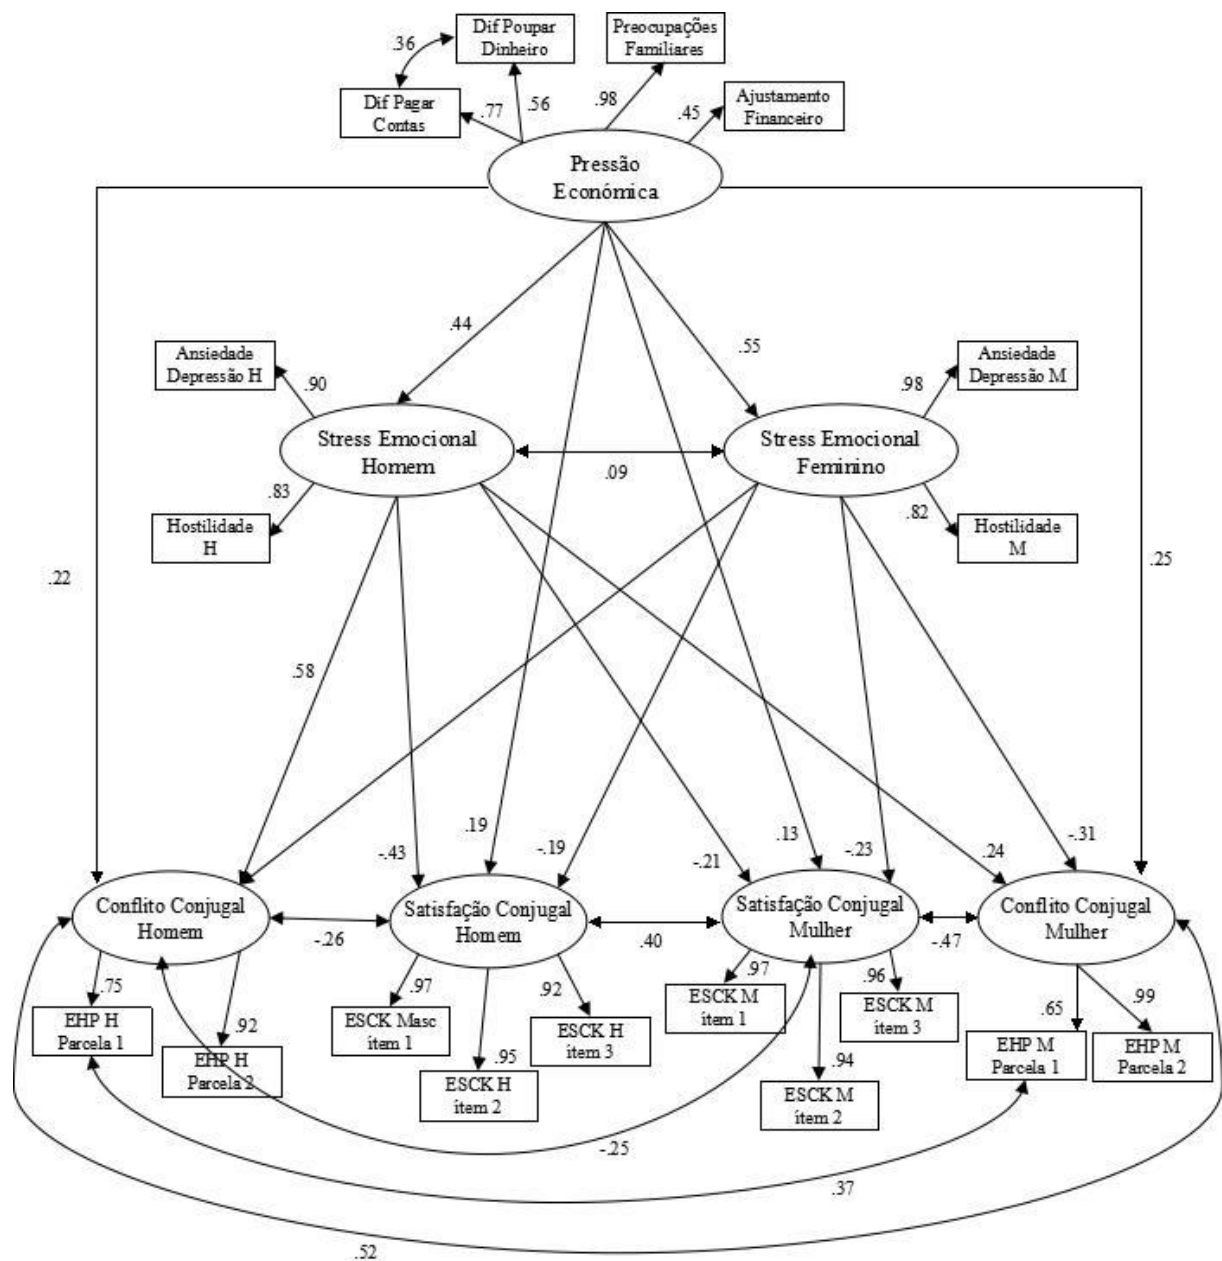 .36
Dif Poupar
Dinheiro
Preocupações
Familiares
Dif Pagar
Contas
.77
.56
.98
.45
Ajustamento
Financeiro
Pressão
Económica
.44
.55
Ansiedade
Depressão H
.90
Ansiedade
Depressão M
.98
Stress Emocional
Homem
.09
Stress Emocional
Feminino
.83
Hostilidade
H
.82
Hostilidade
M
.22
.25
.58
-.43
.19
-.19
-.21
.13
-.23
.24
-.31
Conflito Conjugal
Homem
-.26
Satisfação Conjugal
Homem
.40
Satisfação Conjugal
Mulher
-.47
Conflito Conjugal
Mulher
.75
EHP H
Parcela 1
.92
EHP H
Parcela 2
.97
ESCK Masc
item 1
.95
ESCK H
ítem 2
.92
ESCK H
ítem 3
.97
ESCK M
item 1
.94
ESCK M
ítem 2
.96
ESCK M
ítem 3
.65
EHP M
Parcela 1
.99
EHP M
Parcela 2
-.25
.37
.52